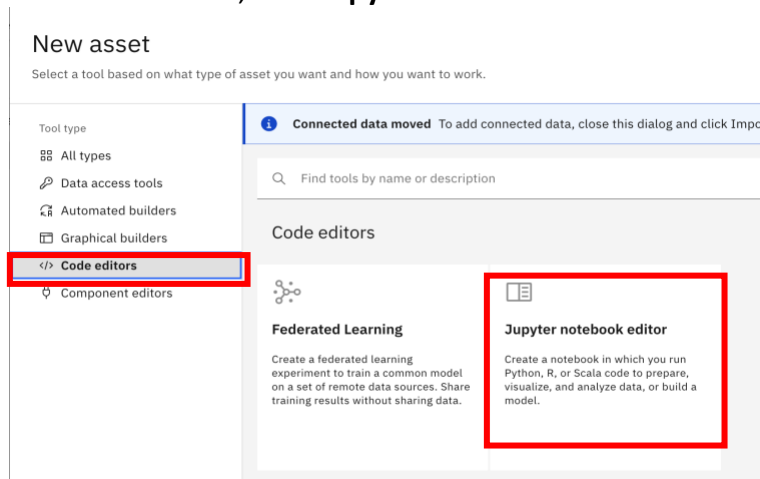 New asset
Select a tool based on what type of asset you want and how you want to work.
Tool type
All types
Data access tools
Automated builders
Graphical builders
</> Code editors
Component editors
Connected data moved To add connected data, close this dialog and click Impo
Find tools by name or description
Code editors
Federated Learning
Create a federated learning
experiment to train a common model
on a set of remote data sources. Share
training results without sharing data.
Jupyter notebook editor
Create a notebook in which you run
Python, R, or Scala code to prepare,
visualize, and analyze data, or build a
model.